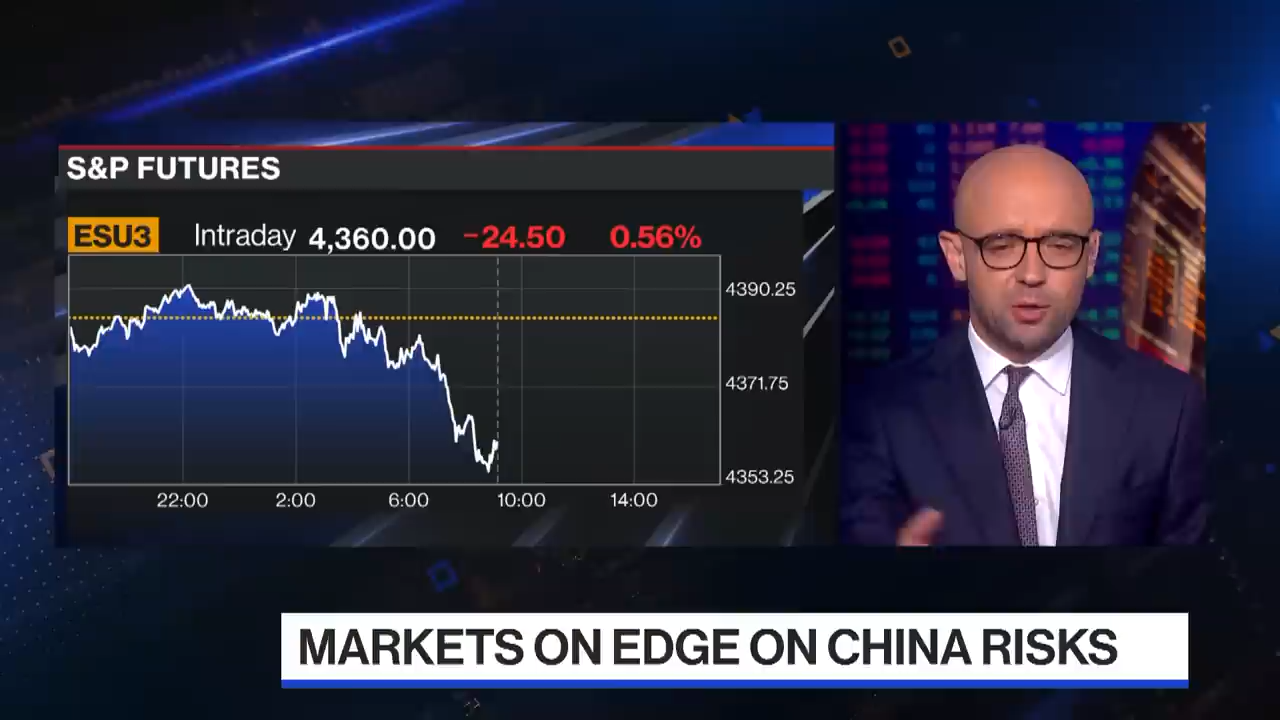 S&P FUTURES
ESU3 Intraday 4,360.00 -24.50 0.56%
4390.25
4371.75
4353.25
22:00 2:00 6:00 10:00 14:00
MARKETS ON EDGE ON CHINA RISKS